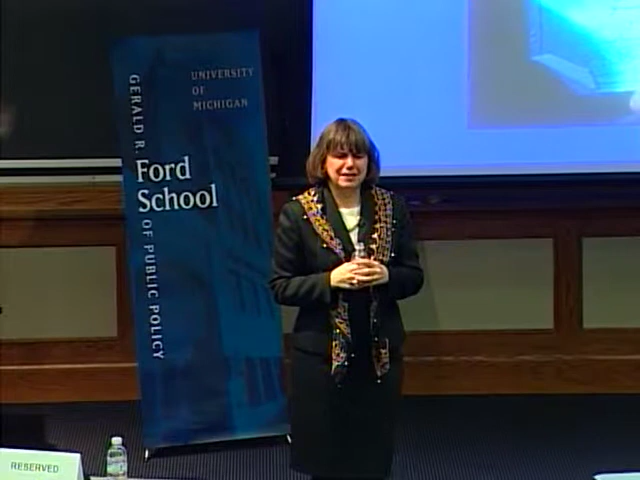 UNIVERSITY
OF
MICHIGAN
GERALD R.
Ford
School
OF PUBLIC POLICY
RESERVED